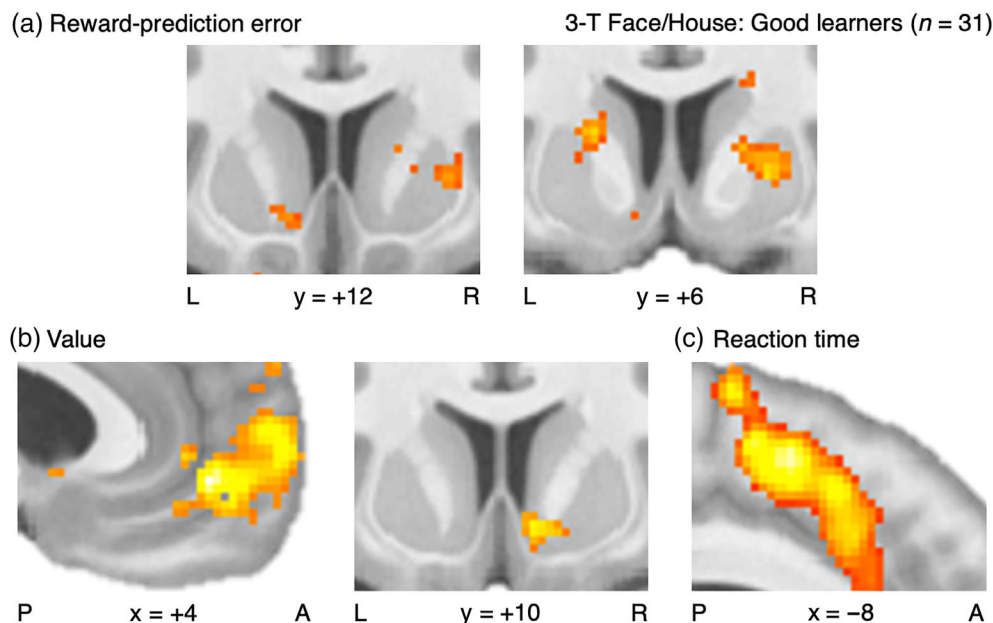 (a) Reward-prediction error
3-T Face/House: Good learners (n = 31)
L y = +12 R
L y = +6 R
(b) Value
(c) Reaction time
P x = +4 A
L y = +10 R
P x = −8 A